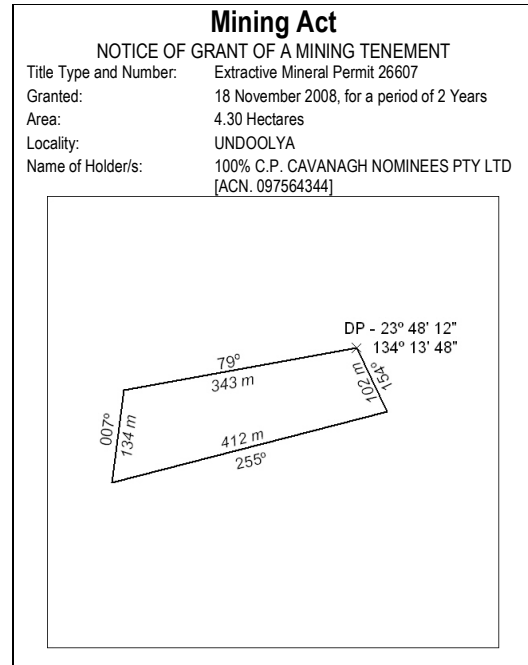 Mining Act
NOTICE OF GRANT OF A MINING TENEMENT
Title Type and Number: Extractive Mineral Permit 26607
Granted: 18 November 2008, for a period of 2 Years
Area: 4.30 Hectares
Locality: UNDOOLYA
Name of Holder/s: 100% C.P. CAVANAGH NOMINEES PTY LTD
[ACN. 097564344]
DP - 23º 48' 12"
134º 13' 48"
79º
343 m
102 m
154º
007º
134 m
412 m
255º